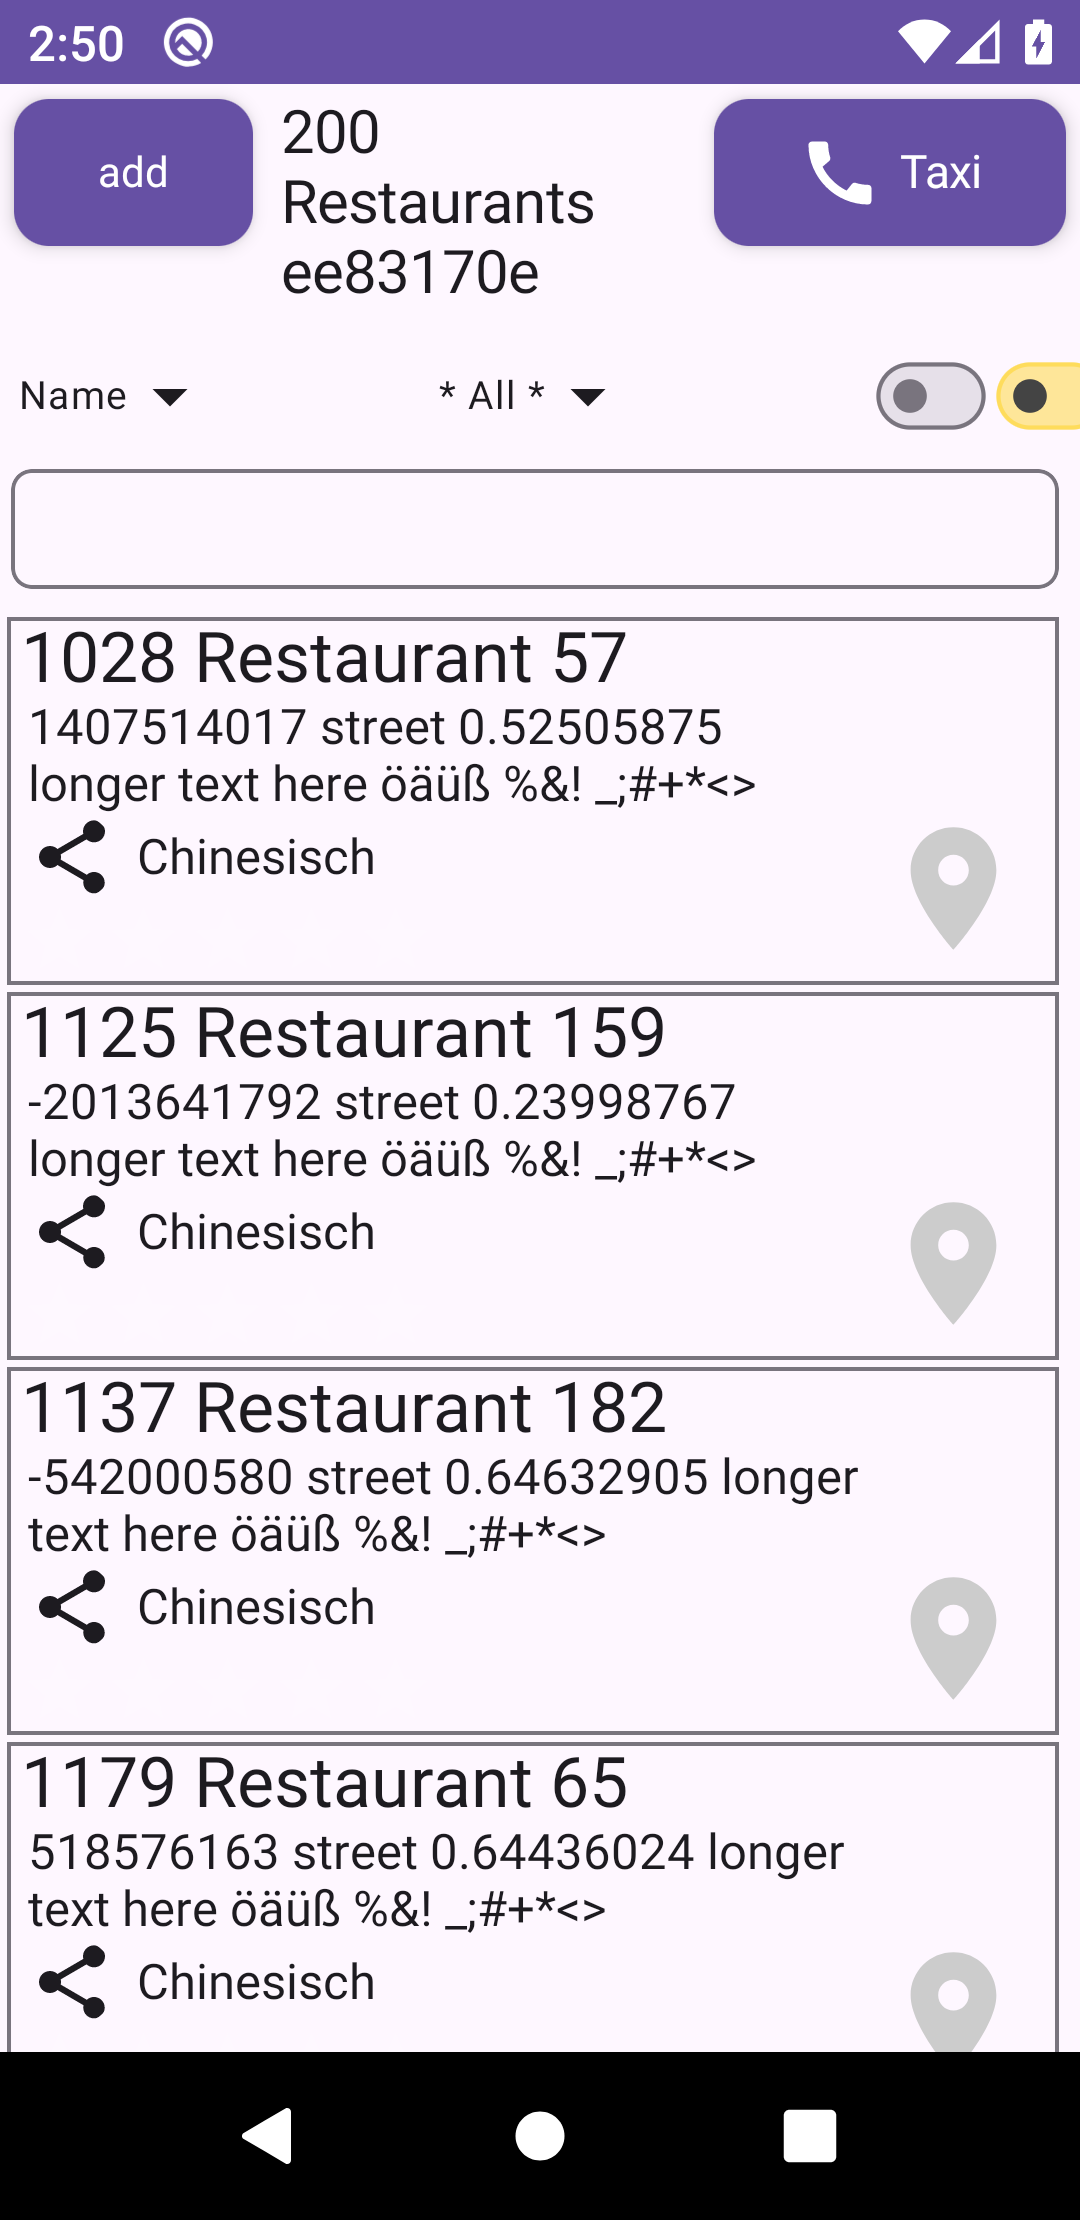 2:50
add
200
Restaurants
ee83170e
Taxi
Name
* All *
1028 Restaurant 57
1407514017 street 0.52505875
longer text here öäüß %&! _;#+*<>
Chinesisch
1125 Restaurant 159
-2013641792 street 0.23998767
longer text here öäüß %&! _;#+*<>
Chinesisch
1137 Restaurant 182
-542000580 street 0.64632905 longer
text here öäüß %&! _;#+*<>
Chinesisch
1179 Restaurant 65
518576163 street 0.64436024 longer
text here öäüß %&! _;#+*<>
Chinesisch